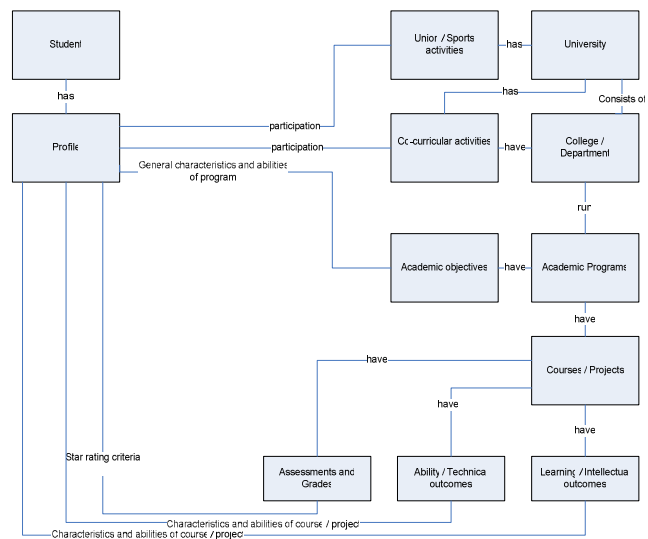 Student
Union / Sports
activities
has
University
has
has
Consists of
participation
Profile
participation
Co-curricular activities
have
College /
Department
General characteristics and abilities
of program
run
Academic objectives
have
Academic Programs
have
have
Courses / Projects
have
have
Star rating criteria
Assessments and
Grades
Ability / Technical
outcomes
Learning / Intellectual
outcomes
Characteristics and abilities of course / project
Characteristics and abilities of course / project